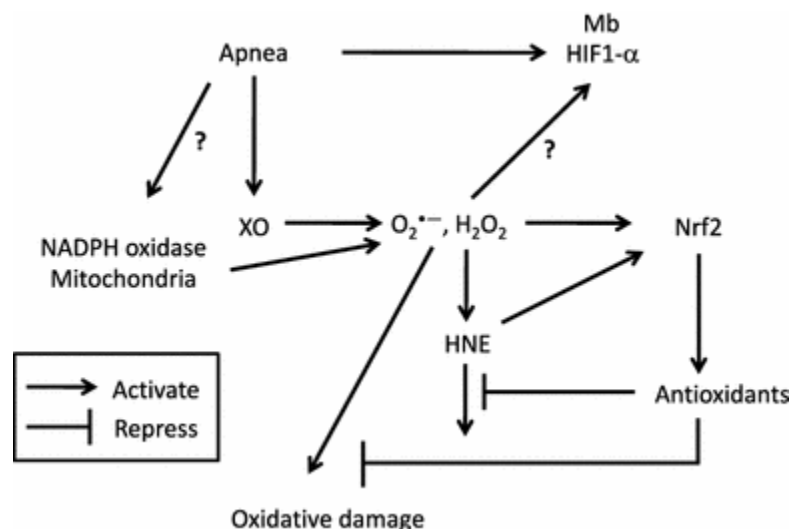 Mb
Apnea
HIF1-α
?
?
XO
O₂•−, H₂O₂
Nrf2
NADPH oxidase
Mitochondria
HNE
Activate
Repress
Antioxidants
Oxidative damage